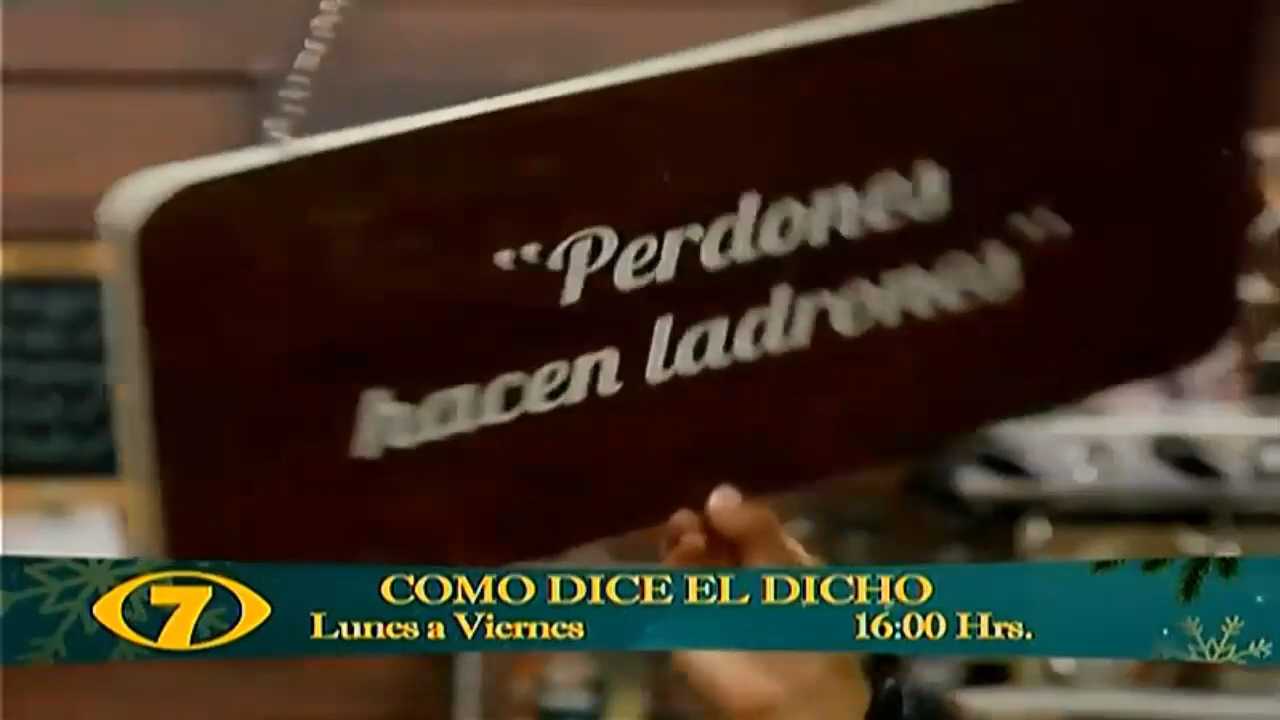 “Perdones
hacen ladrones”
7
COMO DICE EL DICHO
Lunes a Viernes
16:00 Hrs.